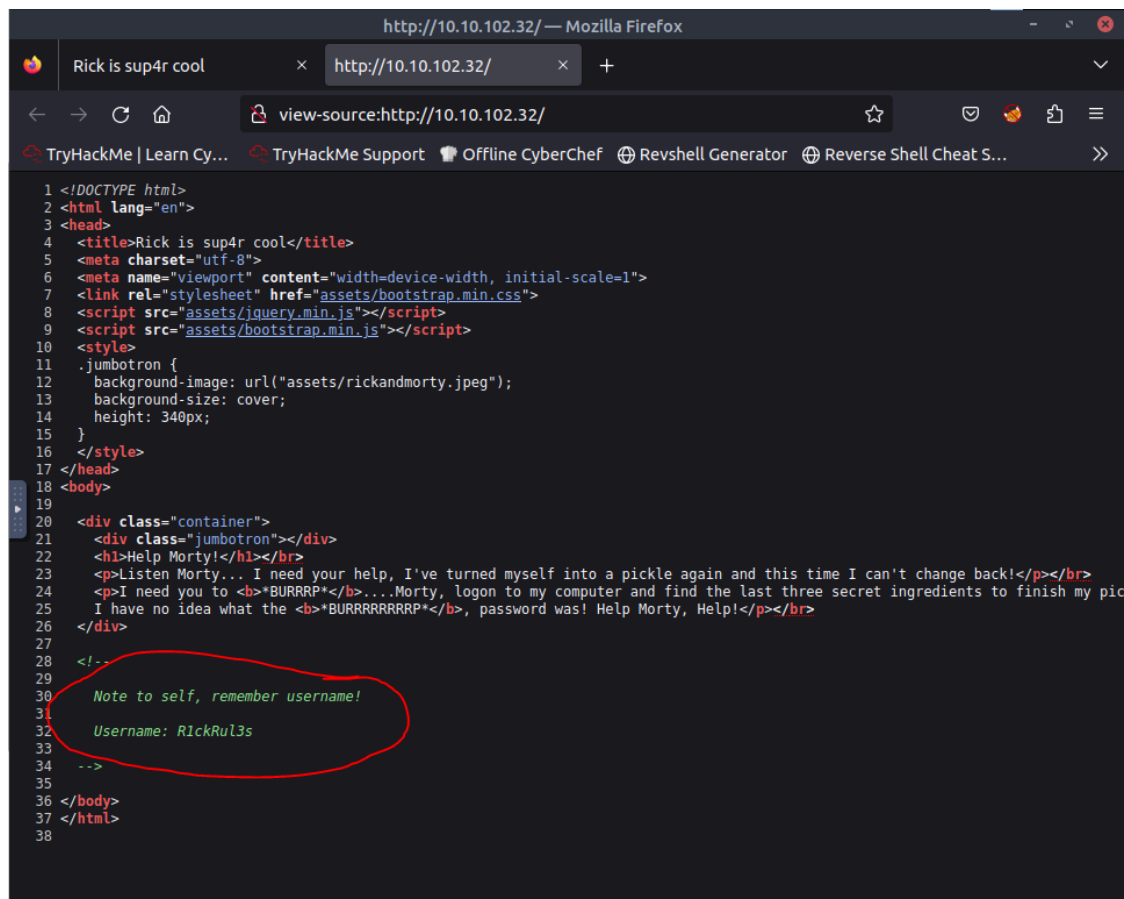 http://10.10.102.32/ — Mozilla Firefox
Rick is sup4r cool
http://10.10.102.32/
view-source:http://10.10.102.32/
TryHackMe | Learn Cy... TryHackMe Support Offline CyberChef Revshell Generator Reverse Shell Cheat S...
1 <!DOCTYPE html>
2 <html lang="en">
3 <head>
4 <title>Rick is sup4r cool</title>
5 <meta charset="utf-8">
6 <meta name="viewport" content="width=device-width, initial-scale=1">
7 <link rel="stylesheet" href="assets/bootstrap.min.css">
8 <script src="assets/jquery.min.js"></script>
9 <script src="assets/bootstrap.min.js"></script>
10 <style>
11 .jumbotron {
12 background-image: url("assets/rickandmorty.jpeg");
13 background-size: cover;
14 height: 340px;
15 }
16 </style>
17 </head>
18 <body>
19
20 <div class="container">
21 <div class="jumbotron"></div>
22 <h1>Help Morty!</h1></br>
23 <p>Listen Morty... I need your help, I've turned myself into a pickle again and this time I can't change back!</p></br>
24 <p>I need you to <b>*BURRRP*</b>....Morty, logon to my computer and find the last three secret ingredients to finish my pic
25 I have no idea what the <b>*BURRRRRRRRP*</b>, password was! Help Morty, Help!</p></br>
26 </div>
27
28 <!--
29
30 Note to self, remember username!
31
32 Username: R1ckRul3s
33
34 -->
35
36 </body>
37 </html>
38